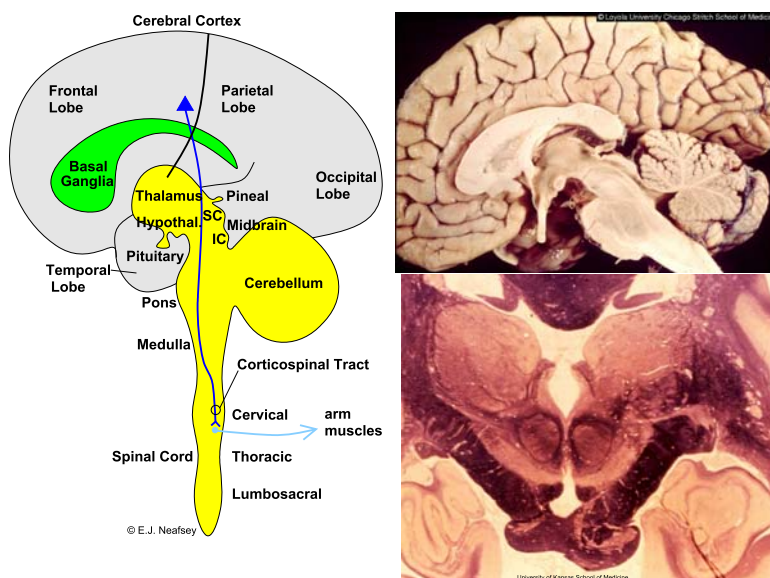 Cerebral Cortex
© Loyola University Chicago Stritch School of Medicin
Frontal
Lobe
Parietal
Lobe
Basal
Ganglia
Occipital
Lobe
Thalamus
Pineal
Hypothal.
SC
Midbrain
IC
Pituitary
Temporal
Lobe
Cerebellum
Pons
Medulla
Corticospinal Tract
Cervical
arm
muscles
Spinal Cord
Thoracic
Lumbosacral
© E.J. Neafsey
University of Kansas School of Medicine